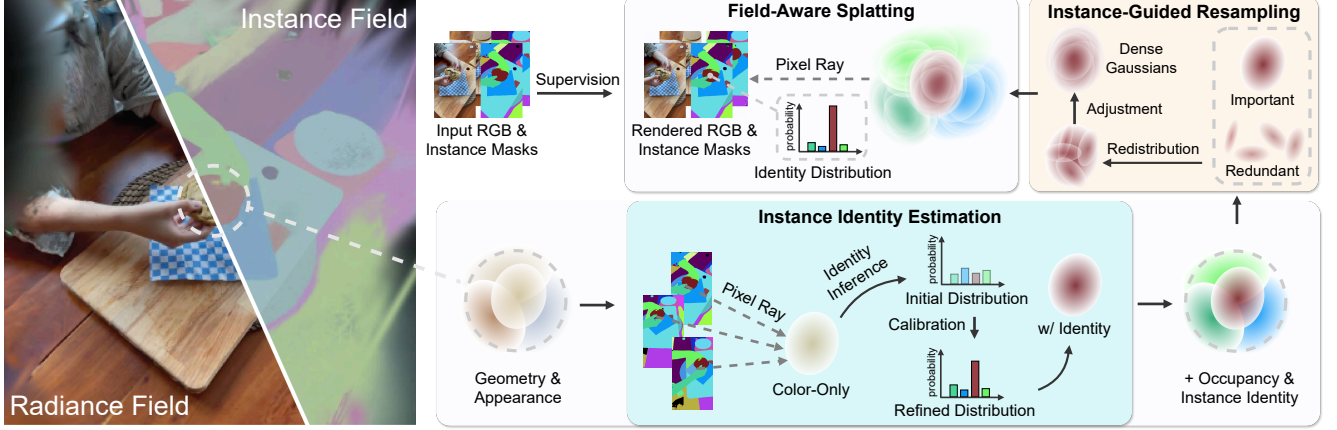 Instance Field
Radiance Field
Input RGB &
Instance Masks
Supervision
Field-Aware Splatting
Rendered RGB &
Instance Masks
Pixel Ray
probability
Identity Distribution
Instance-Guided Resampling
Dense
Gaussians
Adjustment
Redistribution
Important
Redundant
Geometry &
Appearance
Instance Identity Estimation
Pixel Ray
Color-Only
Identity
Inference
probability
Initial Distribution
Calibration
probability
Refined Distribution
w/ Identity
+ Occupancy &
Instance Identity